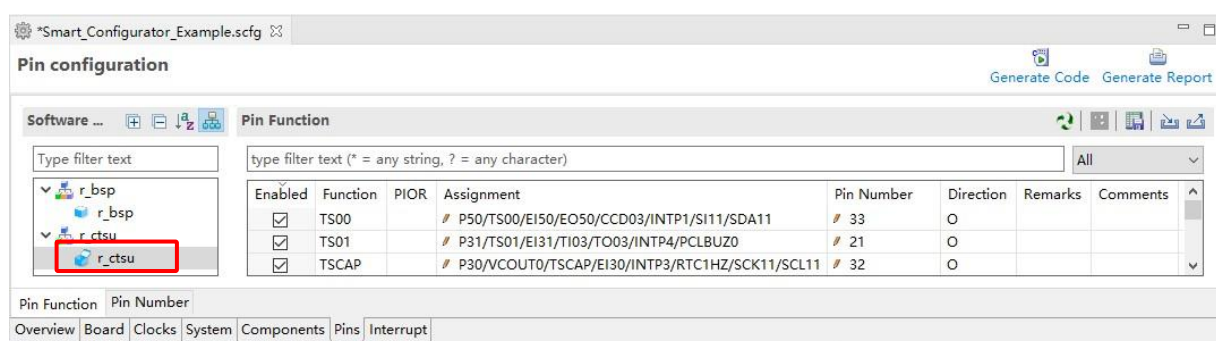 *Smart_Configurator_Example.scfg
Pin configuration
Generate Code Generate Report
Software ... Pin Function
Type filter text type filter text (* = any string, ? = any character) All
r_bsp
r_bsp
r_ctsu
r_ctsu
Enabled Function PIOR Assignment Pin Number Direction Remarks Comments
TS00 P50/TS00/EI50/EO50/CCD03/INTP1/SI11/SDA11 33 O
TS01 P31/TS01/EI31/TI03/TO03/INTP4/PCLBUZ0 21 O
TSCAP P30/VCOUT0/TSCAP/EI30/INTP3/RTC1HZ/SCK11/SCL11 32 O
Pin Function Pin Number
Overview Board Clocks System Components Pins Interrupt